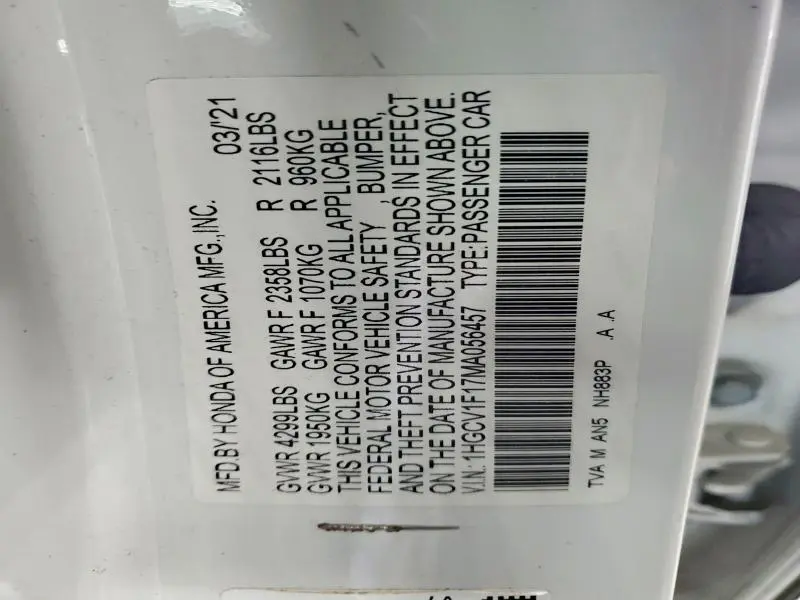 MFD.BY HONDA OF AMERICA MFG.,INC. 03/'21
GVWR 4299LBS GAWR F 2358LBS R 2116LBS
GVWR 1950KG GAWR F 1070KG R 960KG
THIS VEHICLE CONFORMS TO ALL APPLICABLE
FEDERAL MOTOR VEHICLE SAFETY , BUMPER,
AND THEFT PREVENTION STANDARDS IN EFFECT
ON THE DATE OF MANUFACTURE SHOWN ABOVE.
V.I.N.: 1HGCV1F17MA056457 TYPE:PASSENGER CAR
TVA M AN5 NH883P .A .A